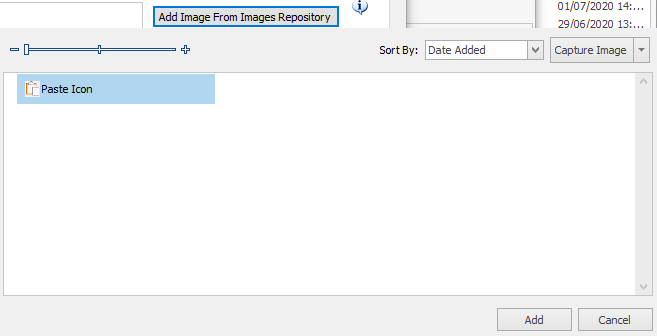 01/07/2020 14:...
Add Image From Images Repository
29/06/2020 13:...
Sort By: Date Added Capture Image
Paste Icon
Add Cancel